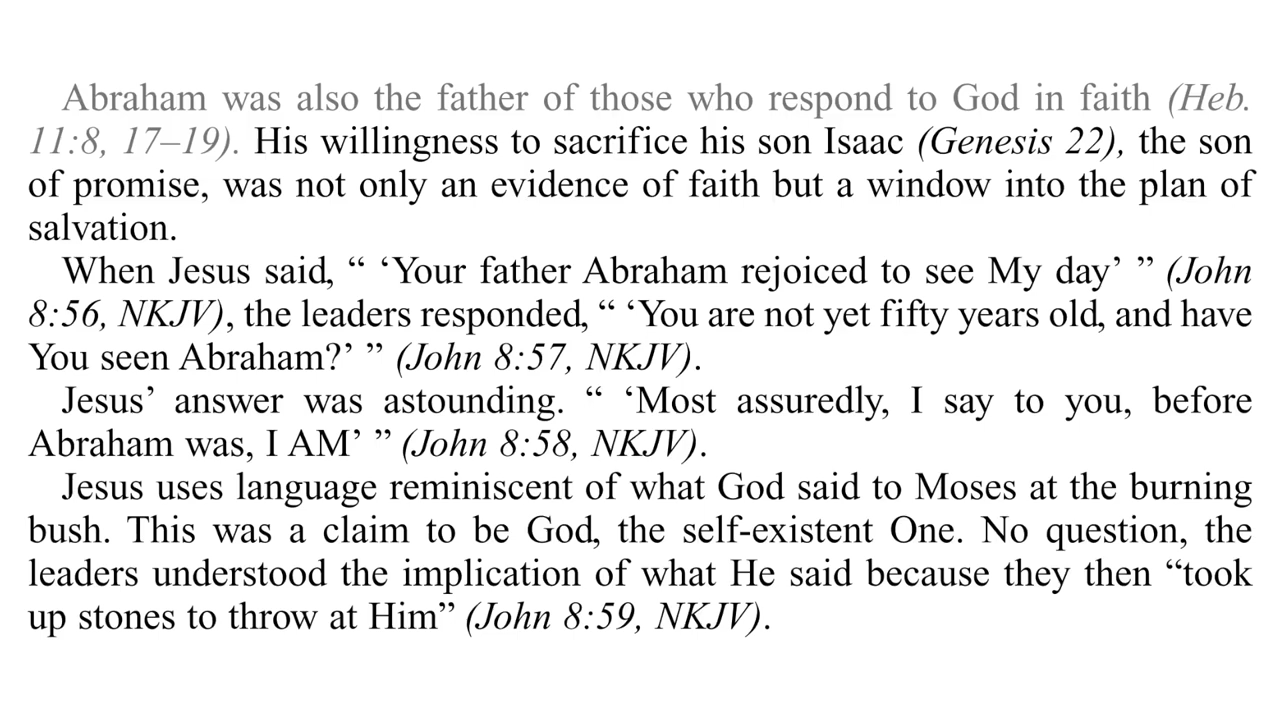 Abraham was also the father of those who respond to God in faith (Heb.
11:8, 17–19). His willingness to sacrifice his son Isaac (Genesis 22), the son
of promise, was not only an evidence of faith but a window into the plan of
salvation.
When Jesus said, “ ‘Your father Abraham rejoiced to see My day’ ” (John
8:56, NKJV), the leaders responded, “ ‘You are not yet fifty years old, and have
You seen Abraham?’ ” (John 8:57, NKJV).
Jesus’ answer was astounding. “ ‘Most assuredly, I say to you, before
Abraham was, I AM’ ” (John 8:58, NKJV).
Jesus uses language reminiscent of what God said to Moses at the burning
bush. This was a claim to be God, the self-existent One. No question, the
leaders understood the implication of what He said because they then “took
up stones to throw at Him” (John 8:59, NKJV).